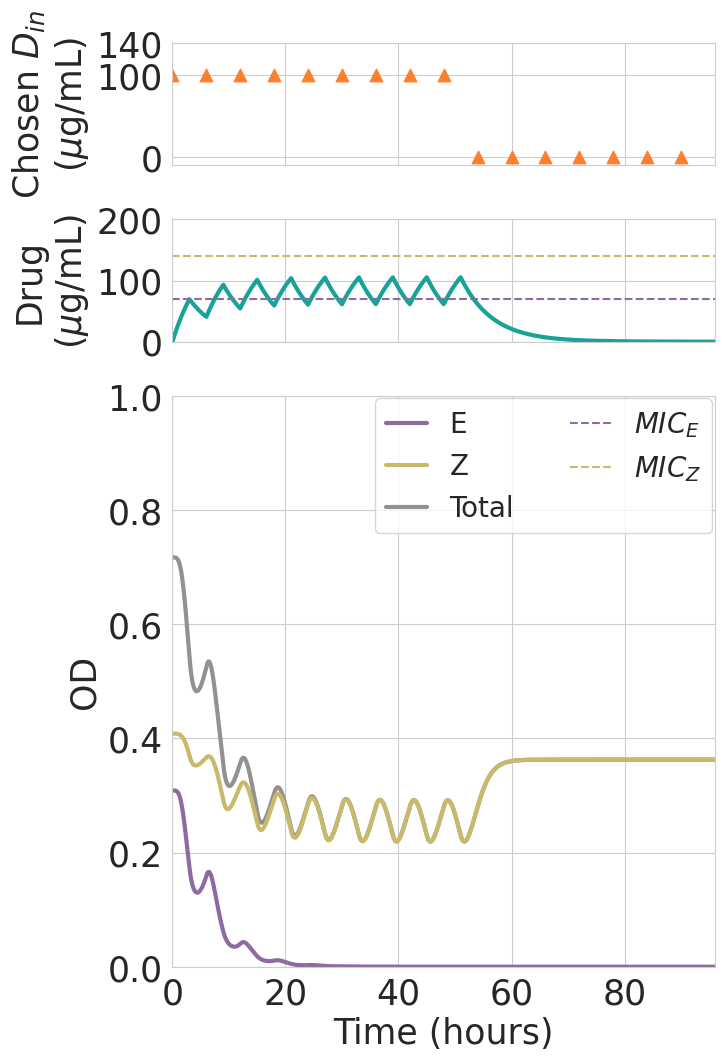 Chosen D_in
(μg/mL)
140
100
0
Drug
(μg/mL)
200
100
0
OD
1.0
0.8
0.6
0.4
0.2
0.0
E
Z
Total
MIC_E
MIC_Z
0 20 40 60 80
Time (hours)